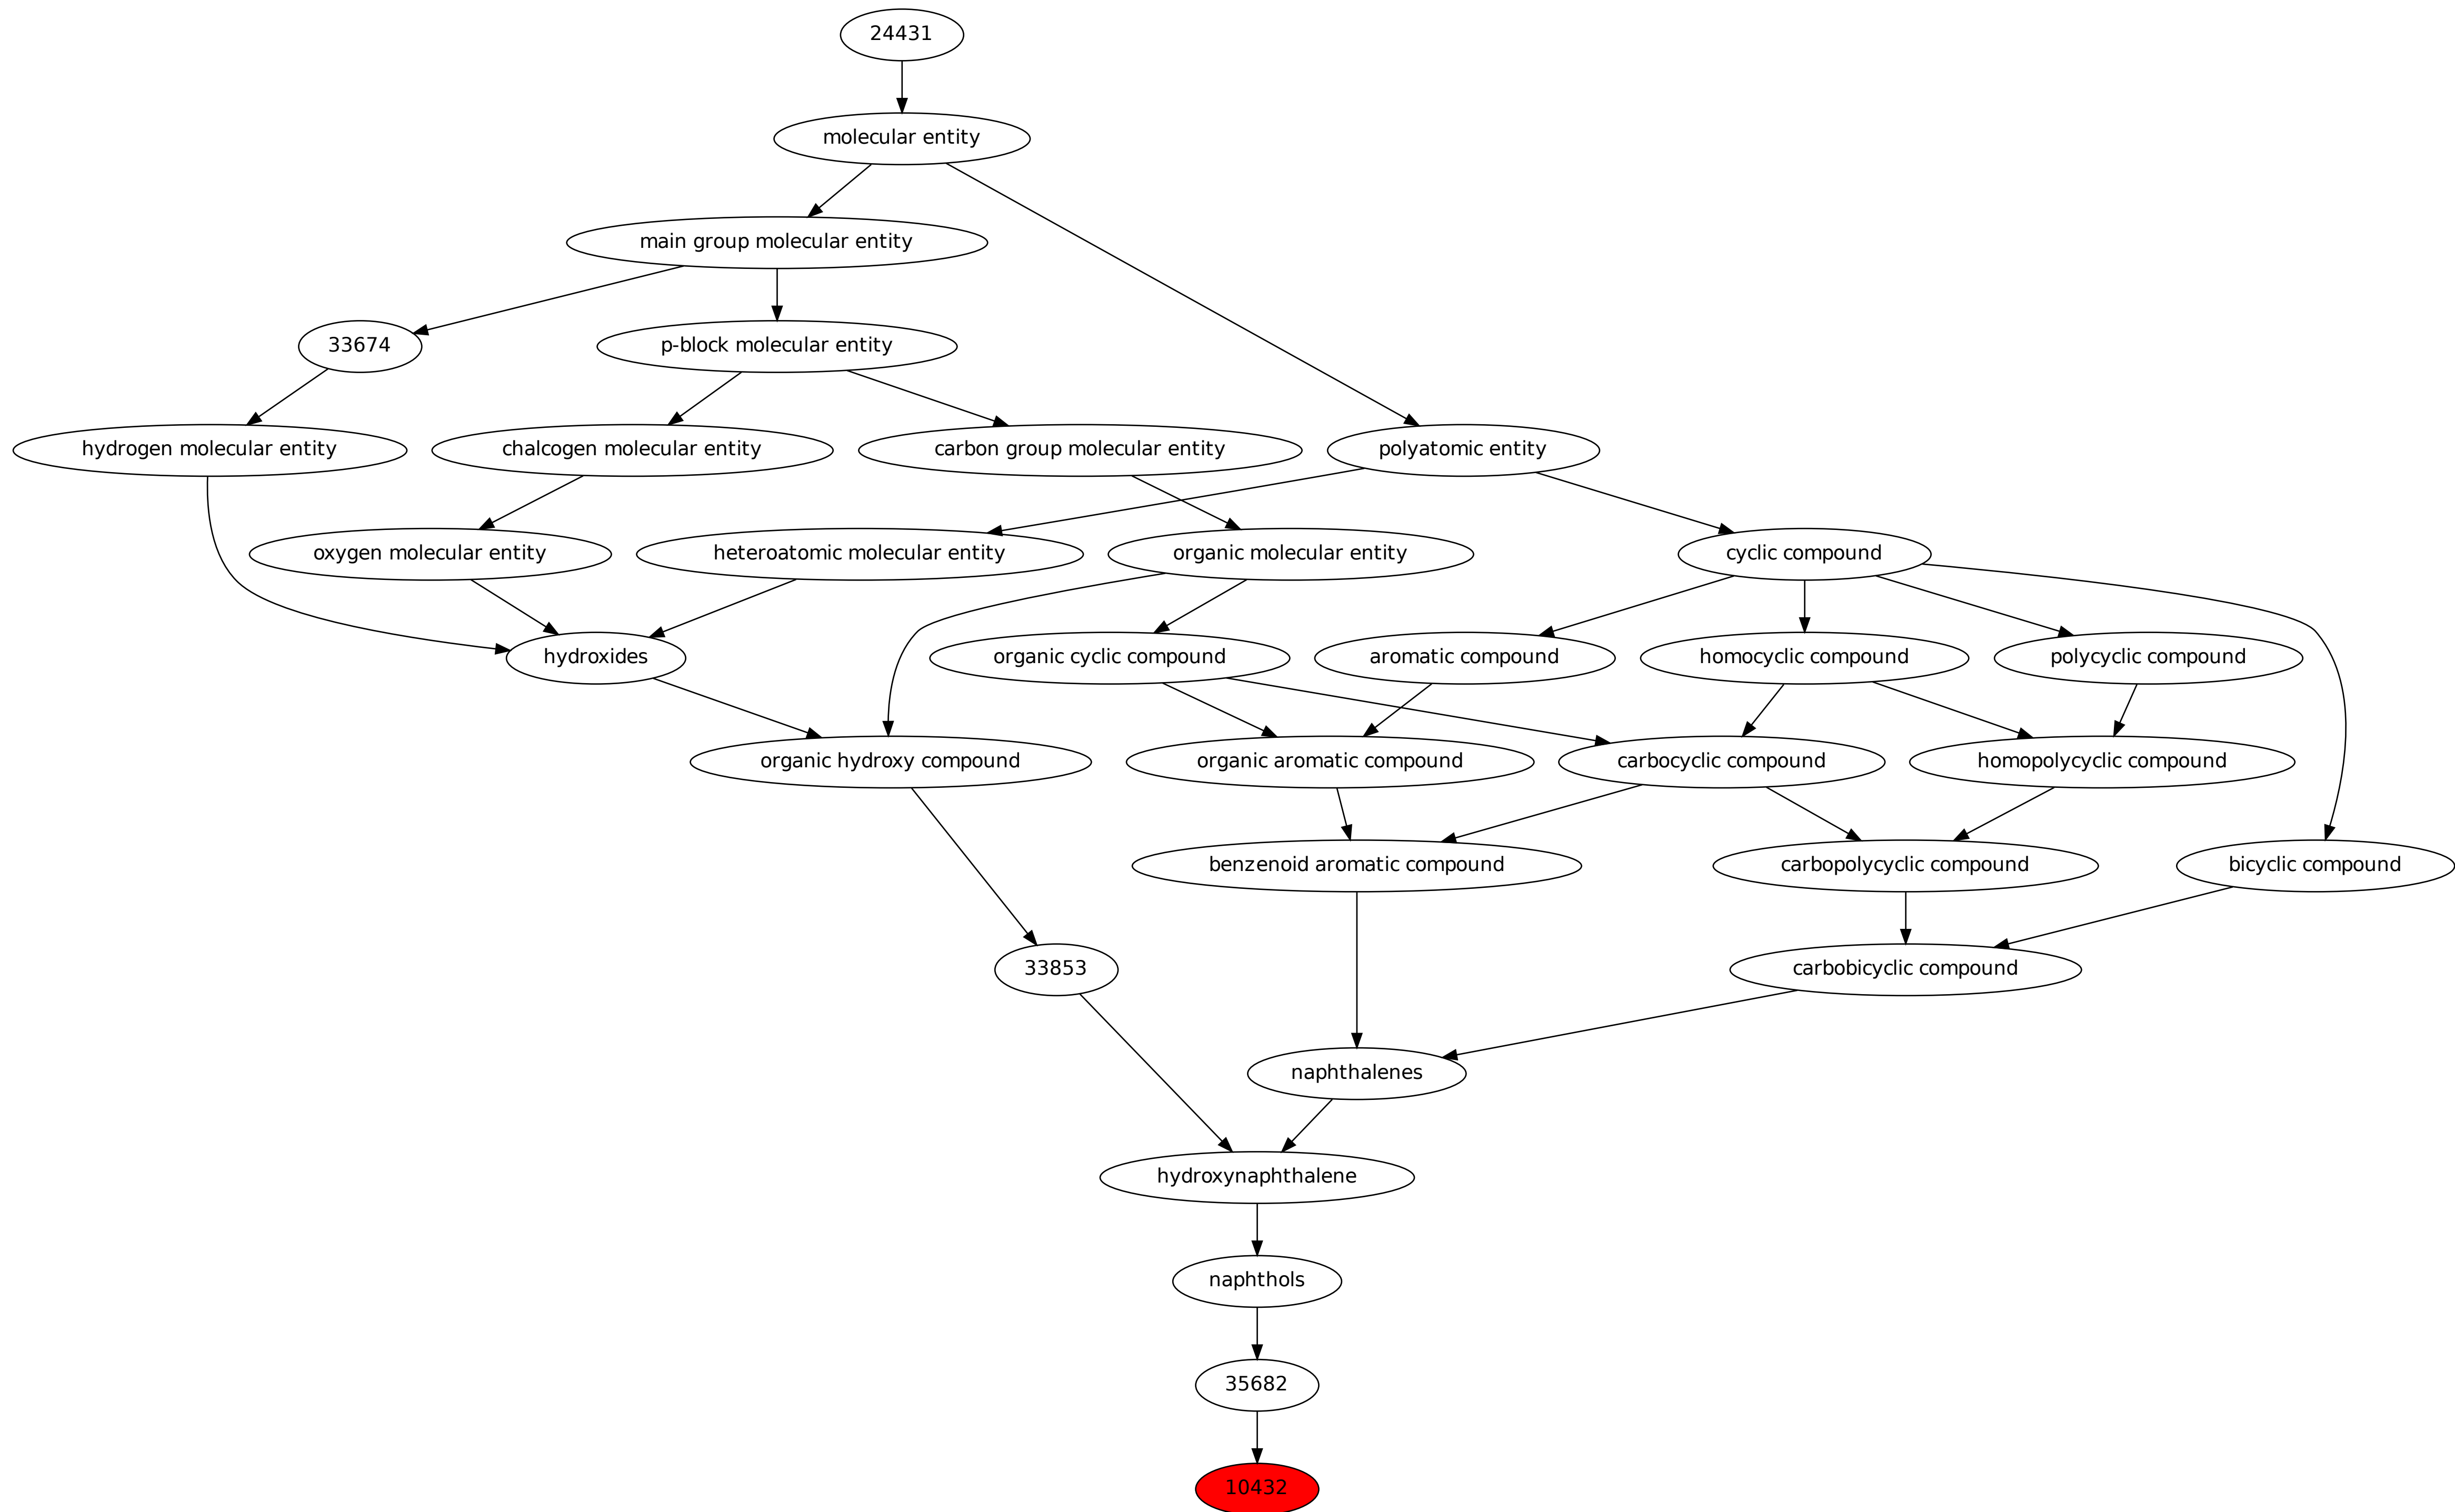 24431
molecular entity
main group molecular entity
33674
p-block molecular entity
hydrogen molecular entity
chalcogen molecular entity
carbon group molecular entity
polyatomic entity
oxygen molecular entity
heteroatomic molecular entity
organic molecular entity
cyclic compound
hydroxides
organic cyclic compound
aromatic compound
homocyclic compound
polycyclic compound
organic hydroxy compound
organic aromatic compound
carbocyclic compound
homopolycyclic compound
benzenoid aromatic compound
carbopolycyclic compound
bicyclic compound
33853
carbobicyclic compound
naphthalenes
hydroxynaphthalene
naphthols
35682
10432